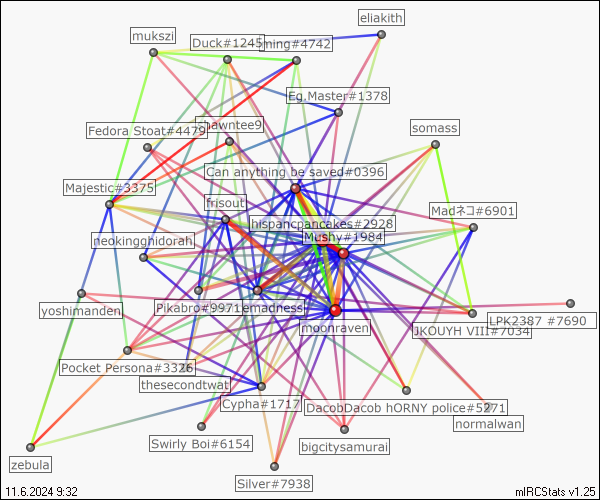 eliakith
mukszi
Duck#1245
ming#4742
Eg.Master#1378
Fedora Stoat#4479
shawntee9
somass
Can anything be saved#0396
Majestic#3375
frisout
Madネコ#6901
hispancpancakes#2928
Mushy#1984
neokingghidorah
yoshimanden
Pikabro#9971
emadness
moonraven
LPK2387 #7690
JKOUYH VIII#7034
Pocket Persona#3326
thesecondtwat
Cypha#1717
DacobDacob hORNY police#5271
normalwan
Swirly Boi#6154
bigcitysamurai
zebula
Silver#7938
11.6.2024 9:32
mIRCStats v1.25